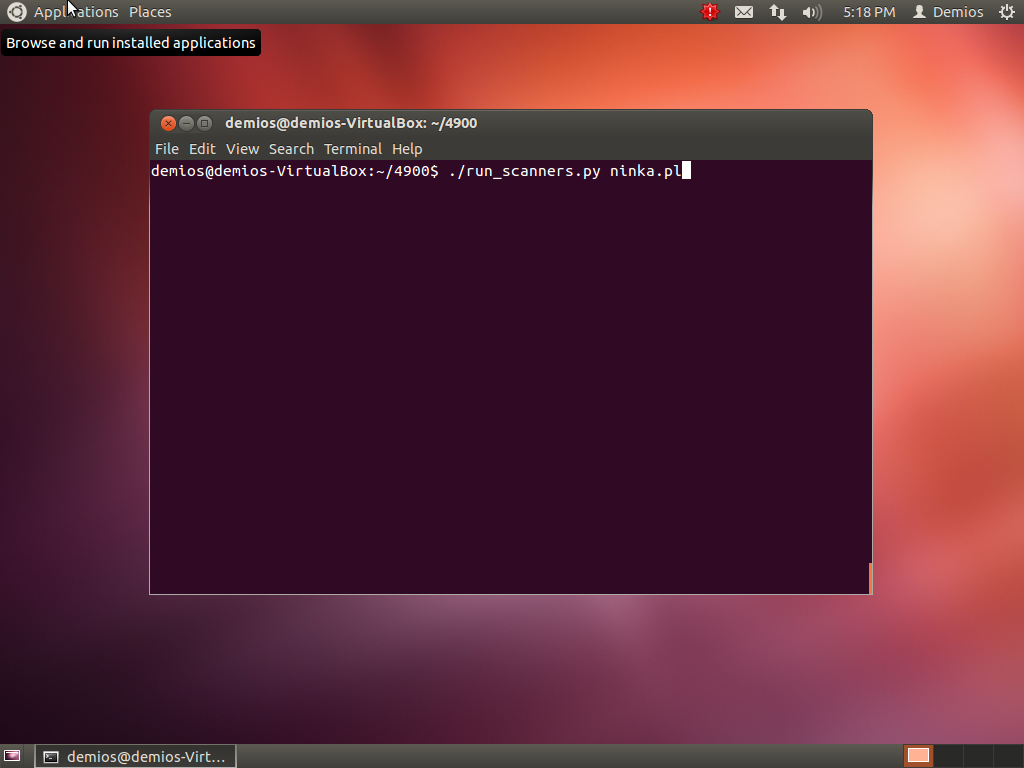 Applications Places 5:18 PM Demios
Browse and run installed applications
demios@demios-VirtualBox: ~/4900
File Edit View Search Terminal Help
demios@demios-VirtualBox:~/4900$ ./run_scanners.py ninka.pl
demios@demios-Virt...